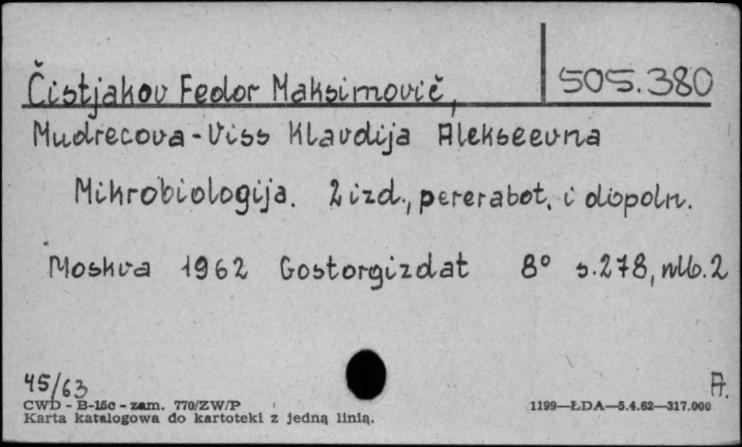 Čistjakov Fedor Maksimovič, 505.380
Mudrecova-Viss Klavdija Alekseevna
Mikrobiologija. 2 izd., pererabot. i dopoln.
Moskva 1962 Gostorgizdat 8° s.278, nlb.2
45/63 A.
CWD - B-15c - zam. 770/ZW/P 1199—ŁDA—5.4.62—317.000
Karta katalogowa do kartoteki z jedną linią.